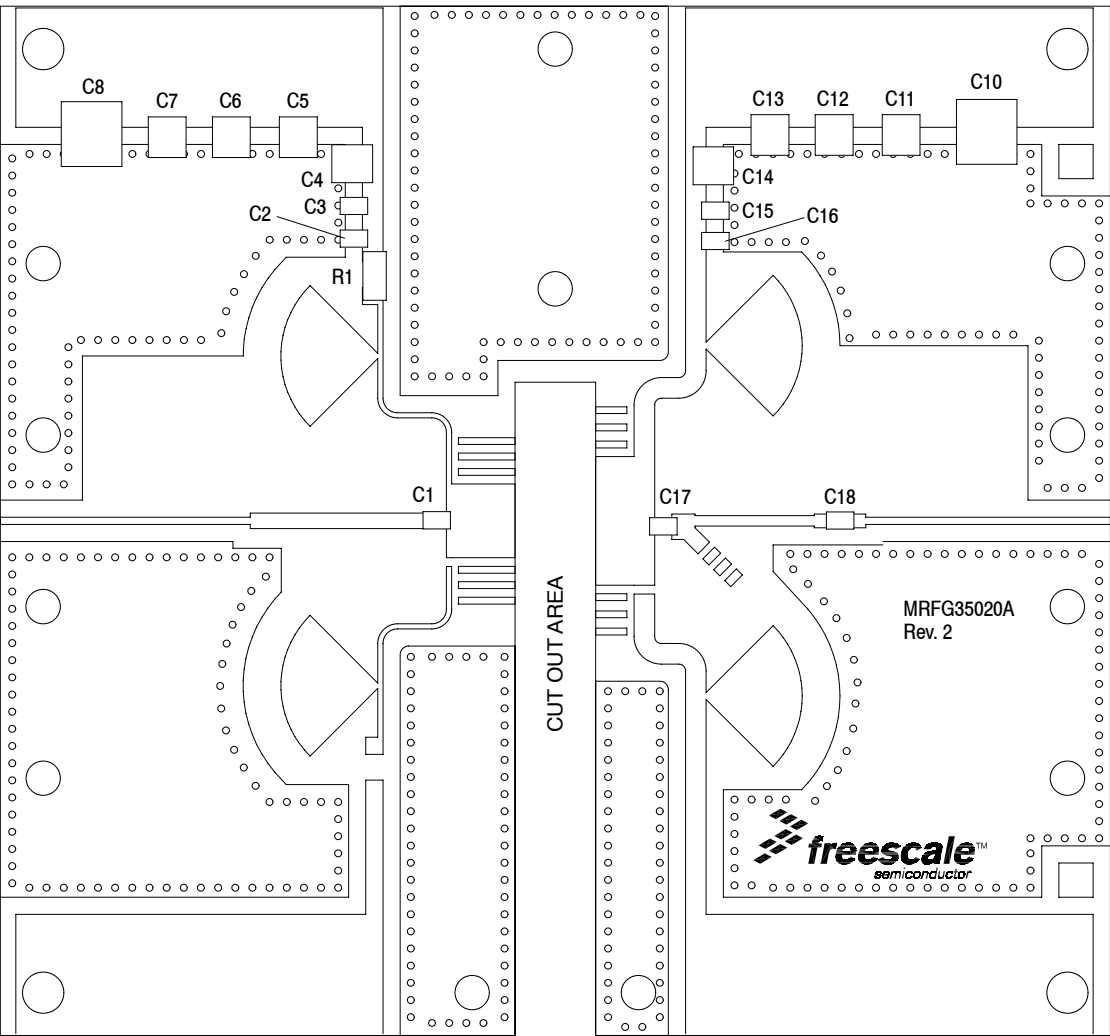 C8
C7
C6
C5
C4
C3
C2
R1
C13
C12
C11
C10
C14
C15
C16
C1
C17
C18
CUT OUT AREA
MRFG35020A
Rev. 2
freescale™
semiconductor